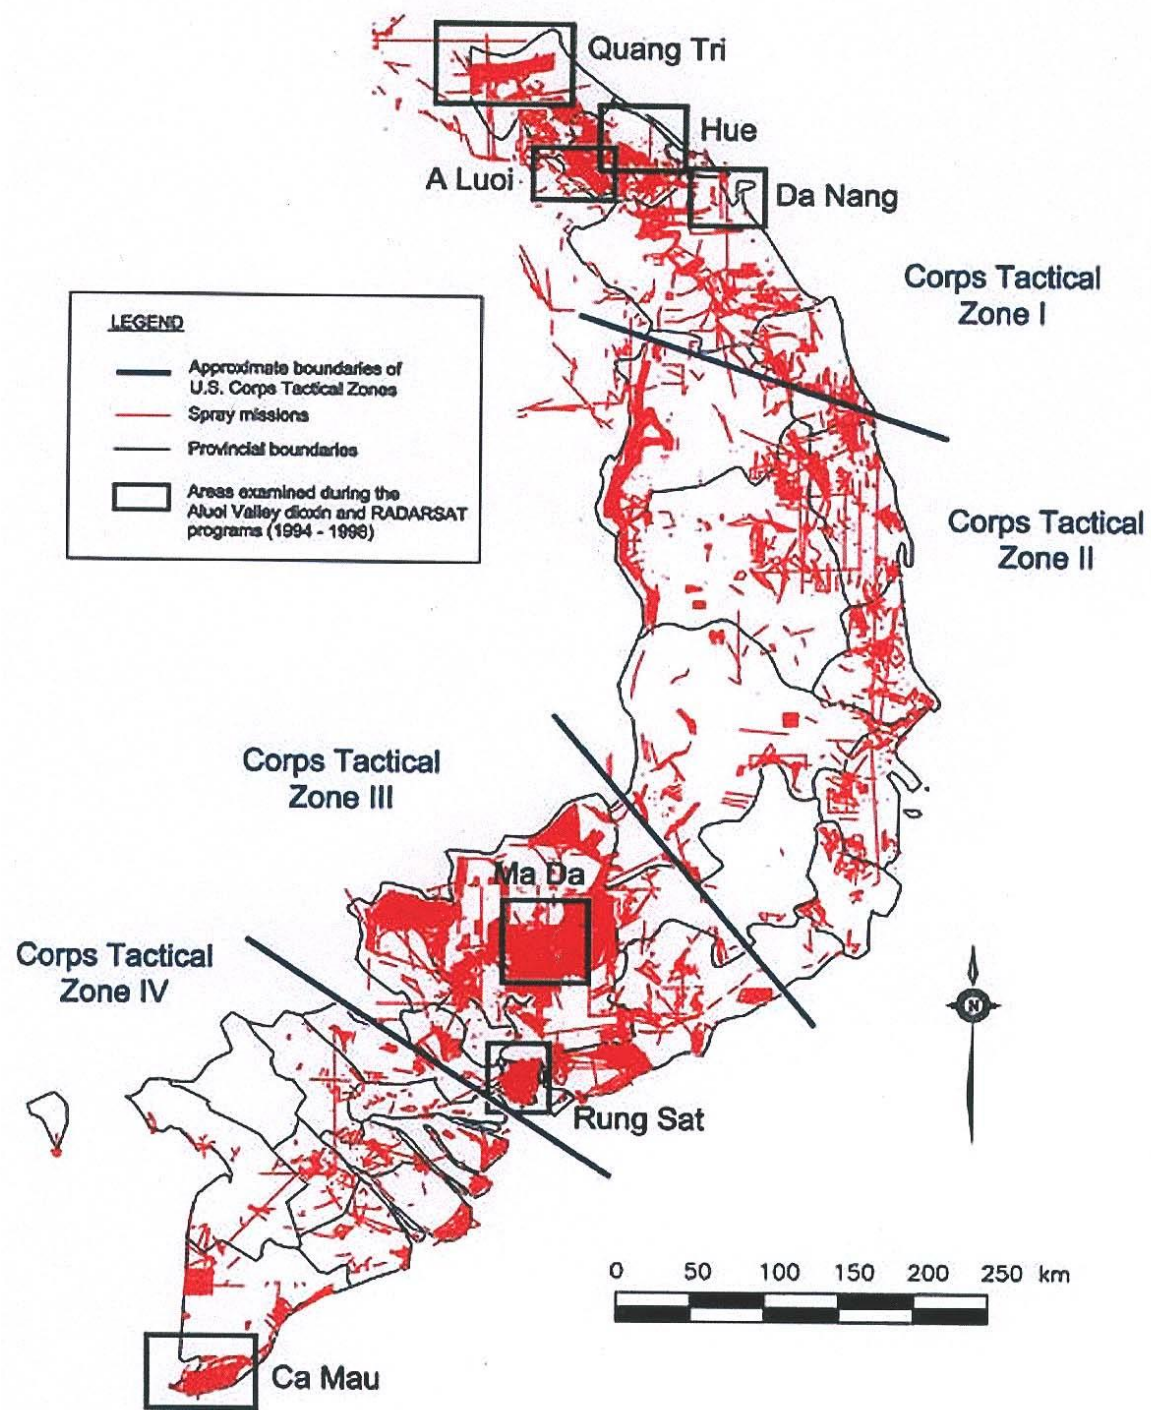 Quang Tri
Hue
A Luoi
Da Nang
Corps Tactical
Zone I
LEGEND
Approximate boundaries of
U.S. Corps Tactical Zones
Spray missions
Provincial boundaries
Areas examined during the
Aluoi Valley dioxin and RADARSAT
programs (1994 - 1998)
Corps Tactical
Zone II
Corps Tactical
Zone III
Ma Da
Corps Tactical
Zone IV
N
Rung Sat
0 50 100 150 200 250 km
Ca Mau